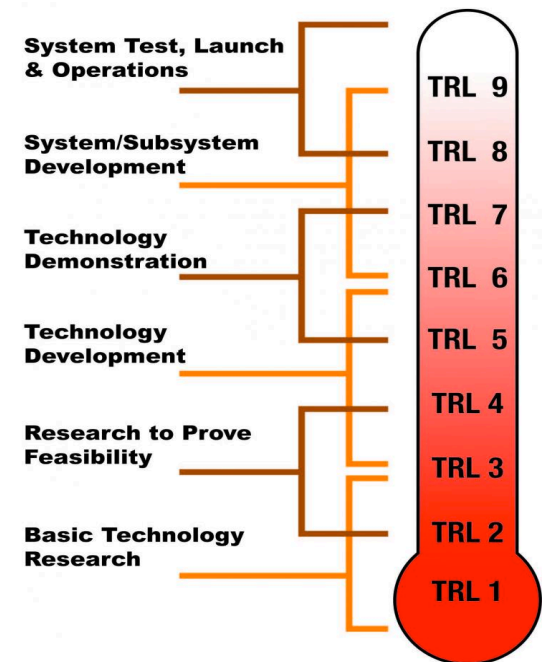 System Test, Launch
& Operations
System/Subsystem
Development
Technology
Demonstration
Technology
Development
Research to Prove
Feasibility
Basic Technology
Research
TRL 9
TRL 8
TRL 7
TRL 6
TRL 5
TRL 4
TRL 3
TRL 2
TRL 1